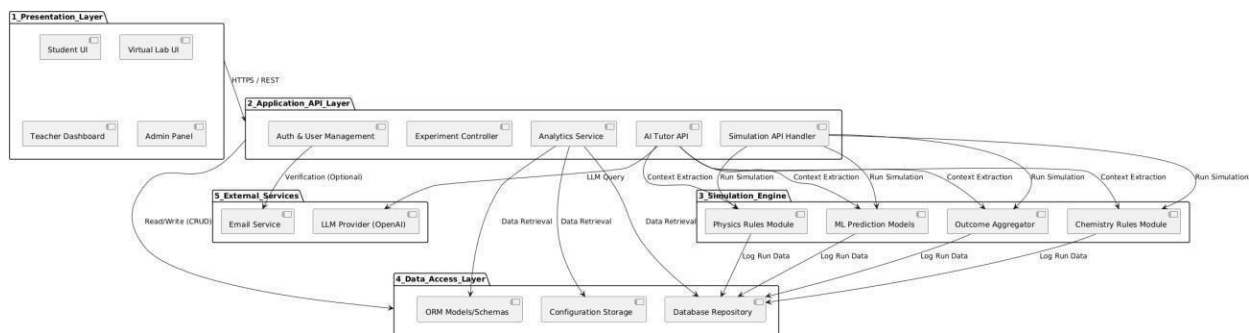 1_Presentation_Layer
Student UI
Virtual Lab UI
HTTPS / REST
2_Application_API_Layer
Teacher Dashboard
Admin Panel
Auth & User Management
Experiment Controller
Analytics Service
AI Tutor API
Simulation API Handler
Verification (Optional)
LLM Query
Context Extraction
Run Simulation
Context Extraction
Run Simulation
Context Extraction
Run Simulation
Context Extraction
Run Simulation
5_External_Services
3_Simulation_Engine
Read/Write (CRUD)
Email Service
LLM Provider (OpenAI)
Data Retrieval
Data Retrieval
Data Retrieval
Physics Rules Module
ML Prediction Models
Outcome Aggregator
Chemistry Rules Module
Log Run Data
Log Run Data
Log Run Data
Log Run Data
4_Data_Access_Layer
ORM Models/Schemas
Configuration Storage
Database Repository